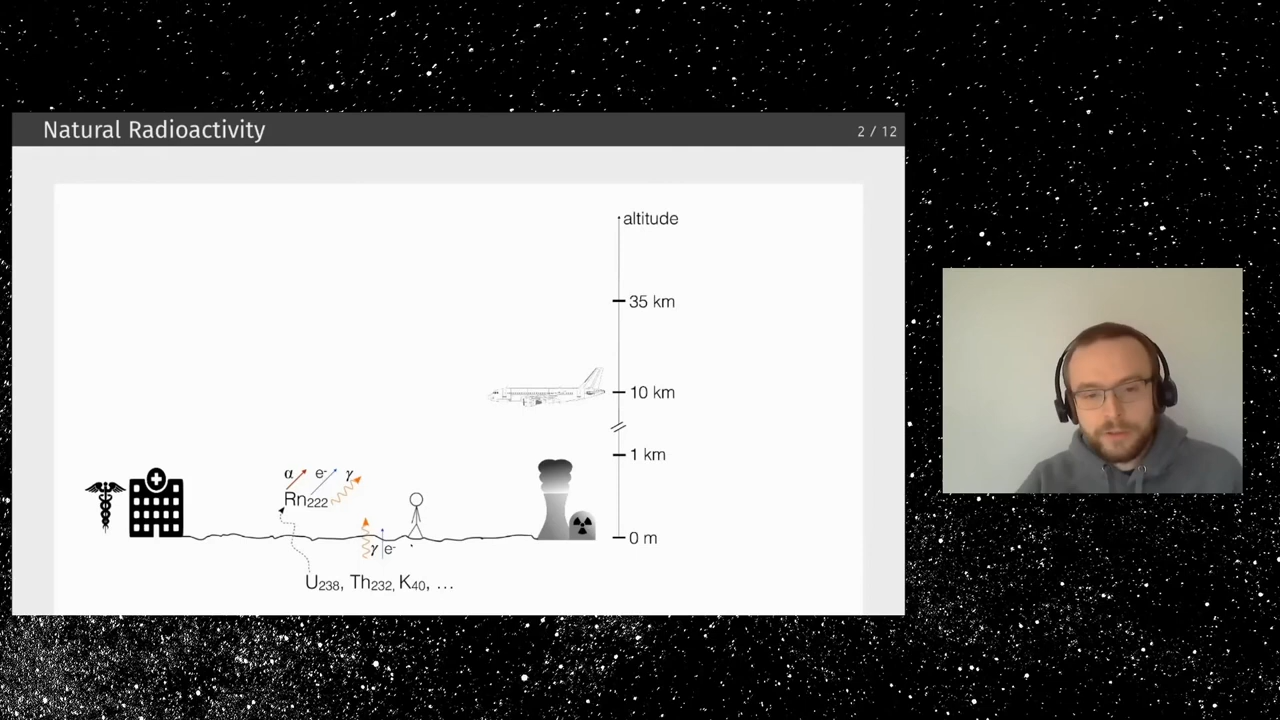 Natural Radioactivity
2 / 12
altitude
35 km
10 km
1 km
α e⁻ γ
Rn₂₂₂
0 m
γ e⁻
U₂₃₈, Th₂₃₂, K₄₀, …